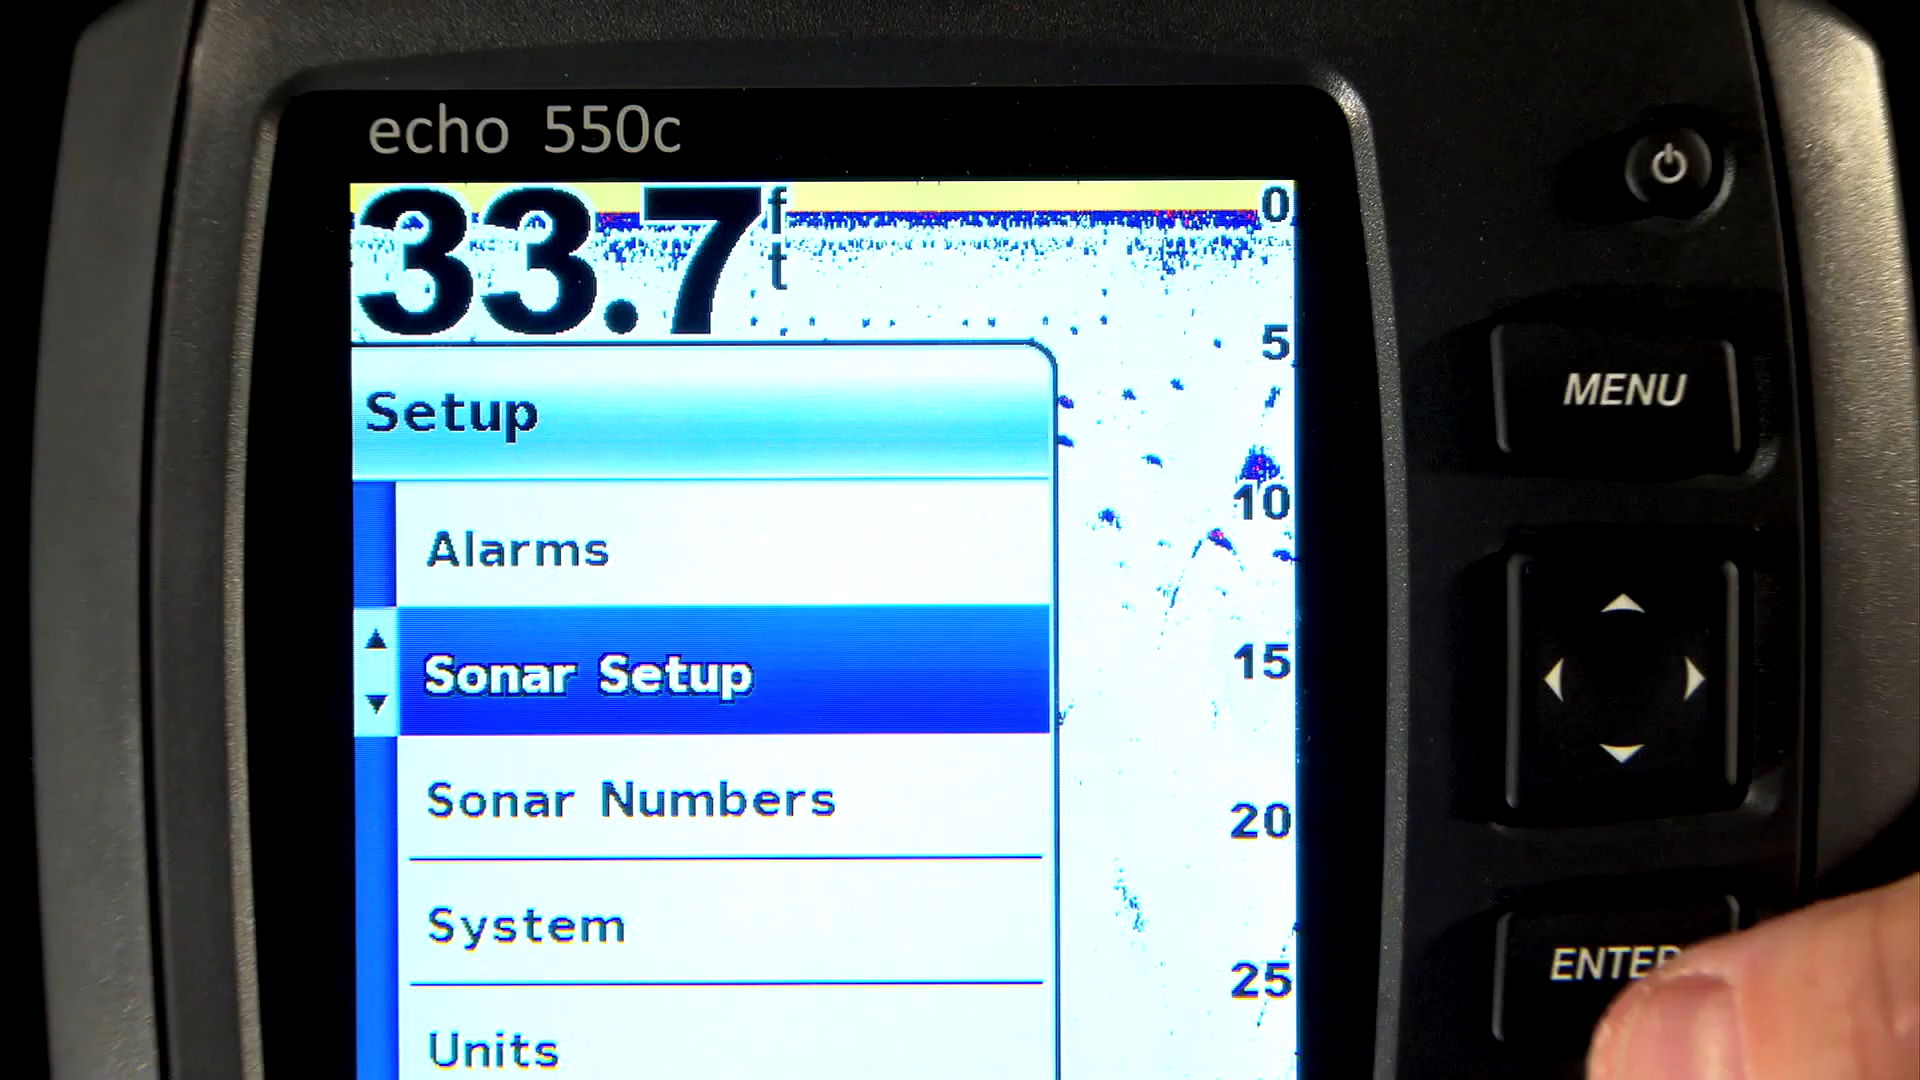 echo 550c
33.7 ft
0
5
10
15
20
25
Setup
Alarms
Sonar Setup
Sonar Numbers
System
Units
MENU
ENTER